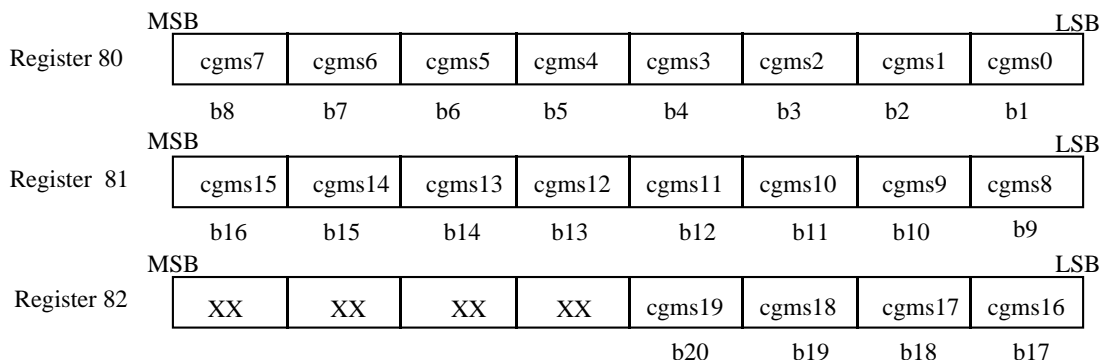 MSB LSB
Register 80 cgms7 cgms6 cgms5 cgms4 cgms3 cgms2 cgms1 cgms0
b8 b7 b6 b5 b4 b3 b2 b1
MSB LSB
Register 81 cgms15 cgms14 cgms13 cgms12 cgms11 cgms10 cgms9 cgms8
b16 b15 b14 b13 b12 b11 b10 b9
MSB LSB
Register 82 XX XX XX XX cgms19 cgms18 cgms17 cgms16
b20 b19 b18 b17